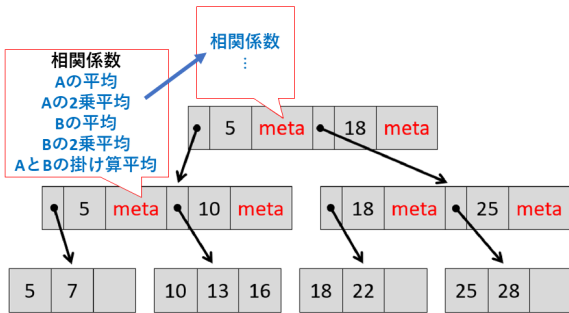 相関係数
⋮
相関係数
Aの平均
Aの2乗平均
Bの平均
Bの2乗平均
AとBの掛け算平均
5 meta 18 meta
5 meta 10 meta
18 meta 25 meta
5 7
10 13 16
18 22
25 28